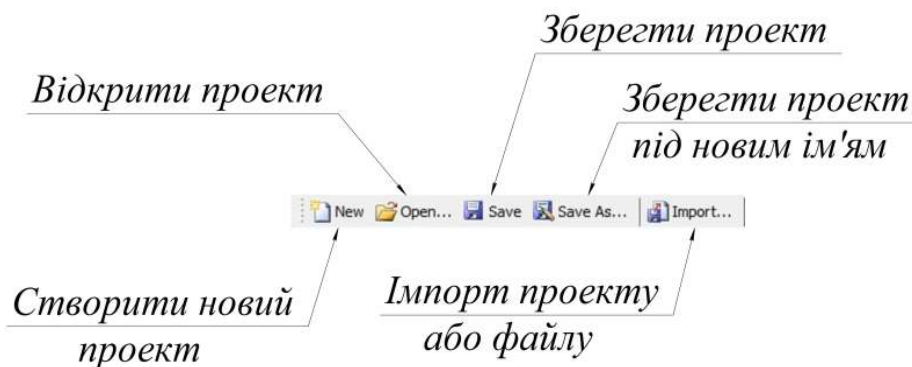 Зберегти проект
Відкрити проект
Зберегти проект
під новим ім'ям
New Open... Save Save As... Import...
Створити новий
проект
Імпорт проекту
або файлу